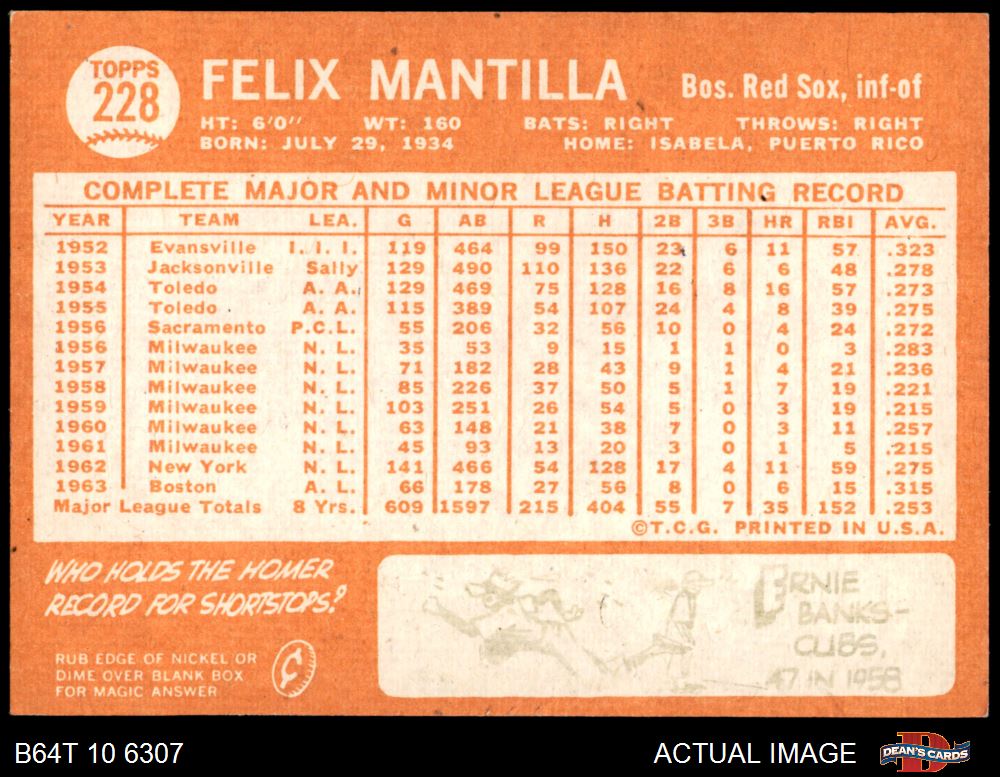 TOPPS
228
FELIX MANTILLA
Bos. Red Sox, inf-of
HT: 6'0'' WT: 160 BATS: RIGHT THROWS: RIGHT
BORN: JULY 29, 1934 HOME: ISABELA, PUERTO RICO
COMPLETE MAJOR AND MINOR LEAGUE BATTING RECORD
YEAR TEAM LEA. G AB R H 2B 3B HR RBI AVG.
1952 Evansville I. I. I. 119 464 99 150 23 6 11 57 .323
1953 Jacksonville Sally 129 490 110 136 22 6 6 48 .278
1954 Toledo A. A. 129 469 75 128 16 8 16 57 .273
1955 Toledo A. A. 115 389 54 107 24 4 8 39 .275
1956 Sacramento P.C.L. 55 206 32 56 10 0 4 24 .272
1956 Milwaukee N. L. 35 53 9 15 1 1 0 3 .283
1957 Milwaukee N. L. 71 182 28 43 9 1 4 21 .236
1958 Milwaukee N. L. 85 226 37 50 5 1 7 19 .221
1959 Milwaukee N. L. 103 251 26 54 5 0 3 19 .215
1960 Milwaukee N. L. 63 148 21 38 7 0 3 11 .257
1961 Milwaukee N. L. 45 93 13 20 3 0 1 5 .215
1962 New York N. L. 141 466 54 128 17 4 11 59 .275
1963 Boston A. L. 66 178 27 56 8 0 6 15 .315
Major League Totals 8 Yrs. 609 1597 215 404 55 7 35 152 .253
©T.C.G. PRINTED IN U.S.A.
WHO HOLDS THE HOMER
RECORD FOR SHORTSTOPS?
RUB EDGE OF NICKEL OR
DIME OVER BLANK BOX
FOR MAGIC ANSWER
ERNIE
BANKS-
CUBS,
47 IN 1958
B64T 10 6307
ACTUAL IMAGE
DEAN'S CARDS